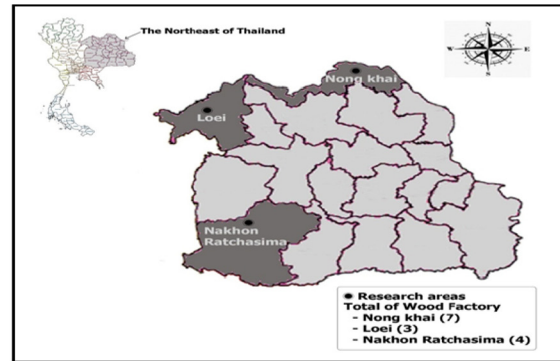 The Northeast of Thailand
N
W
E
S
Nong khai
Loei
Nakhon
Ratchasima
Research areas
Total of Wood Factory
- Nong khai (7)
- Loei (3)
- Nakhon Ratchasima (4)